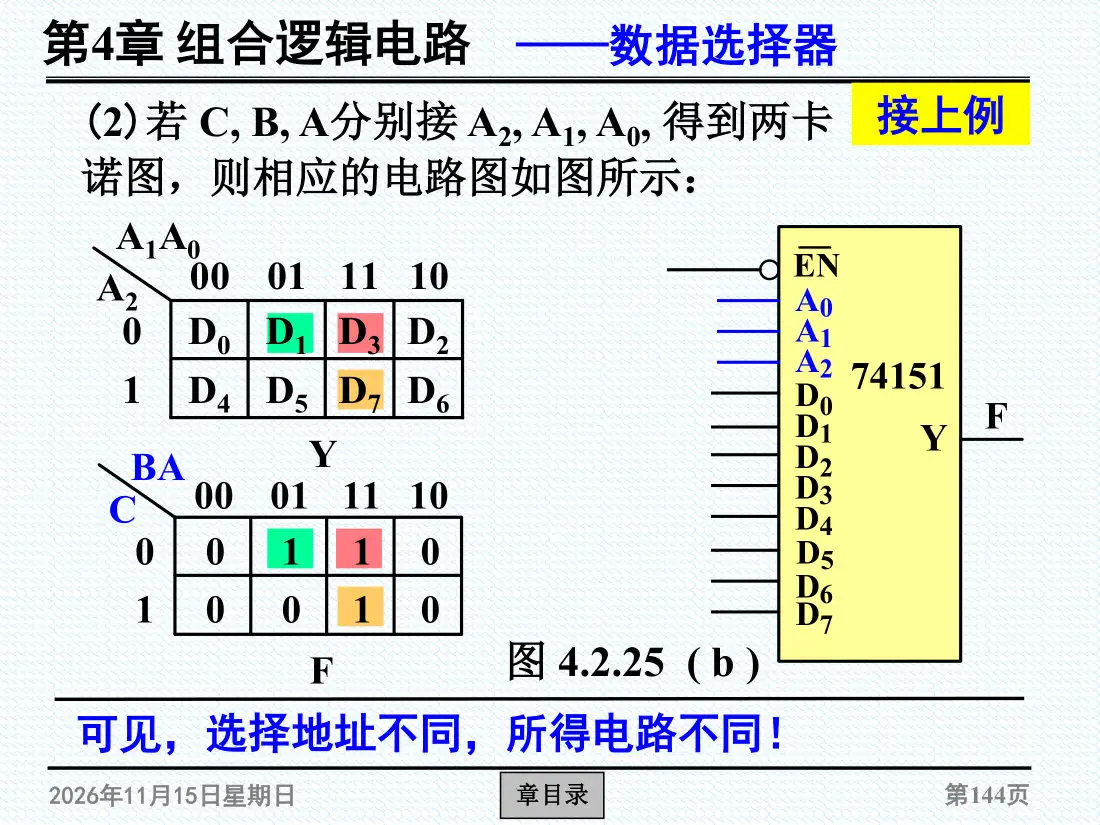 第4章 组合逻辑电路 ——数据选择器
(2)若 C, B, A分别接 A2, A1, A0, 得到两卡
接上例
诺图，则相应的电路图如图所示：
A1A0
A2
00 01 11 10
0 D0 D1 D3 D2
1 D4 D5 D7 D6
Y
BA
C
00 01 11 10
0 0 1 1 0
1 0 0 1 0
F
EN
A0
A1
A2
74151
D0
D1
D2
D3
D4
D5
D6
D7
Y
F
图 4.2.25 ( b )
可见，选择地址不同，所得电路不同！
2026年11月15日星期日
章目录
第144页